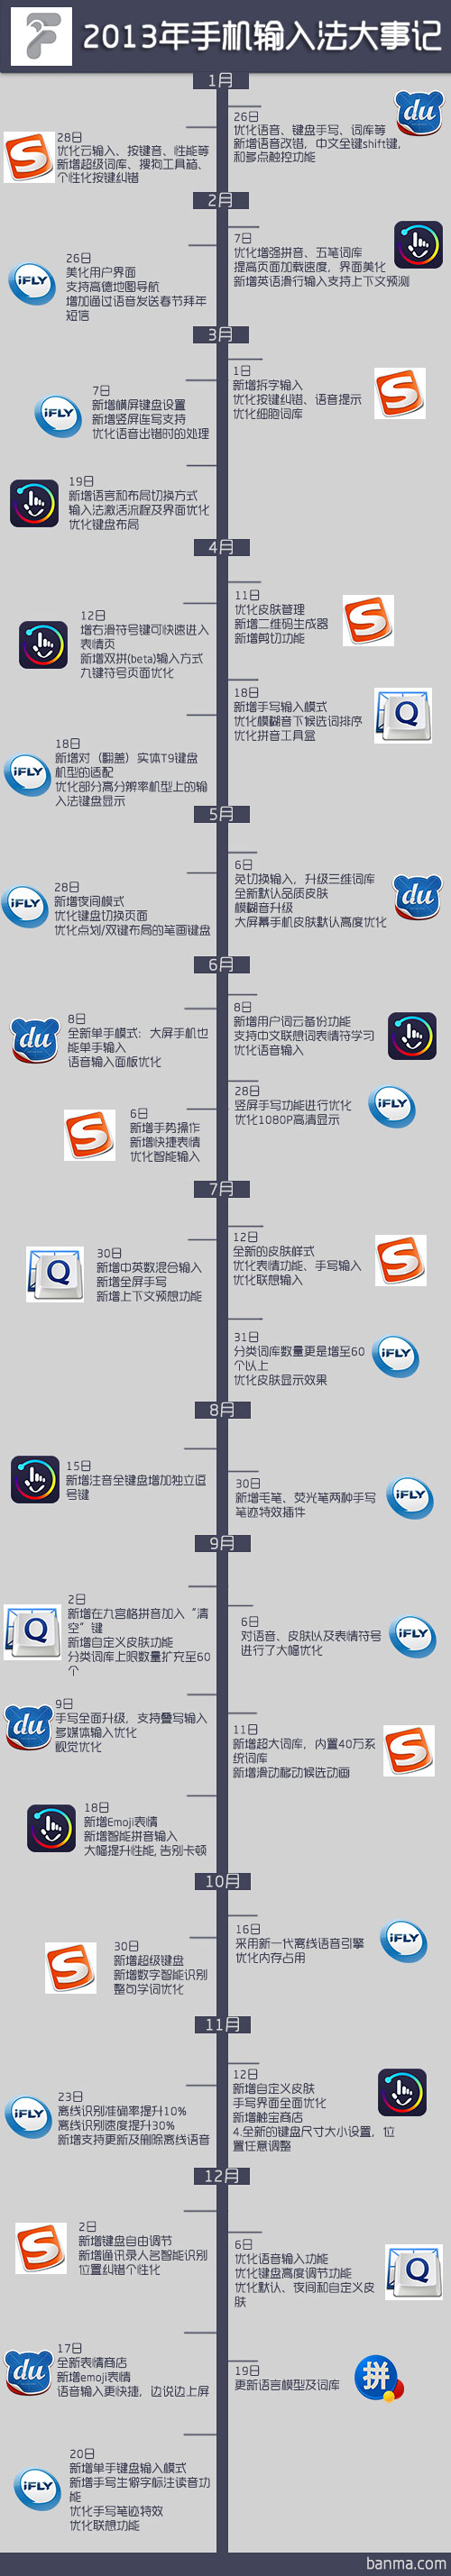 2013年手机输入法大事记
1月
26日
优化语音、键盘手写、词库等
新增语音改错，中文全键shift键，
和多点触控功能
du
28日
优化云输入、按键音、性能等
新增超级词库、搜狗工具箱、
个性化按键纠错
S
2月
7日
优化增强拼音、五笔词库
提高页面加载速度，界面美化
新增英语滑行输入支持上下文预测
26日
美化用户界面
支持高德地图导航
增加通过语音发送春节拜年
短信
iFLY
3月
1日
新增拆字输入
优化按键纠错、语音提示
优化细胞词库
S
7日
新增横屏键盘设置
新增竖屏连写支持
优化语音出错时的处理
iFLY
19日
新增语言和布局切换方式
输入法激活流程及界面优化
优化键盘布局
4月
11日
优化皮肤管理
新增二维码生成器
新增剪切功能
S
12日
增右滑符号键可快速进入
表情页
新增双拼(beta)输入方式
九键符号页面优化
18日
新增手写输入模式
优化模糊音下候选词排序
优化拼音工具盒
Q
18日
新增对（翻盖）实体T9键盘
机型的适配
优化部分高分辨率机型上的输
入法键盘显示
iFLY
5月
6日
免切换输入，升级三维词库
全新默认品质皮肤
模糊音升级
大屏幕手机皮肤默认高度优化
du
28日
新增夜间模式
优化键盘切换页面
优化点划/双键布局的笔画键盘
iFLY
6月
8日
新增用户词云备份功能
支持中文联想词表情符学习
优化语音输入
8日
全新单手模式：大屏手机也
能单手输入
语音输入面板优化
du
28日
竖屏手写功能进行优化
优化1080P高清显示
iFLY
6日
新增手势操作
新增快捷表情
优化智能输入
S
7月
12日
全新的皮肤样式
优化表情功能、手写输入
优化联想输入
S
30日
新增中英数混合输入
新增全屏手写
新增上下文预想功能
Q
31日
分类词库数量更是增至60
个以上
优化皮肤显示效果
iFLY
8月
15日
新增注音全键盘增加独立逗
号键
30日
新增毛笔、荧光笔两种手写
笔迹特效插件
iFLY
9月
2日
新增在九宫格拼音加入“清
空”键
新增自定义皮肤功能
分类词库上限数量扩充至60
个
Q
6日
对语音、皮肤以及表情符号
进行了大幅优化
iFLY
9日
手写全面升级，支持叠写输入
多媒体输入优化
视觉优化
du
11日
新增超大词库，内置40万系
统词库
新增滑动移动候选动画
S
18日
新增Emoji表情
新增智能拼音输入
大幅提升性能，告别卡顿
10月
16日
采用新一代离线语音引擎
优化内存占用
iFLY
30日
新增超级键盘
新增数字智能识别
整句学词优化
S
11月
12日
新增自定义皮肤
手写界面全面优化
新增触宝商店
4.全新的键盘尺寸大小设置，位
置任意调整
23日
离线识别准确率提升10%
离线识别速度提升30%
新增支持更新及删除离线语音
iFLY
12月
2日
新增键盘自由调节
新增通讯录人名智能识别
位置纠错个性化
S
6日
优化语音输入功能
优化键盘高度调节功能
优化默认、夜间和自定义皮
肤
Q
17日
全新表情商店
新增emoji表情
语音输入更快捷，边说边上屏
du
19日
更新语言模型及词库
拼
20日
新增单手键盘输入模式
新增手写生僻字标注读音功
能
优化手写笔迹特效
优化联想功能
iFLY
banma.com